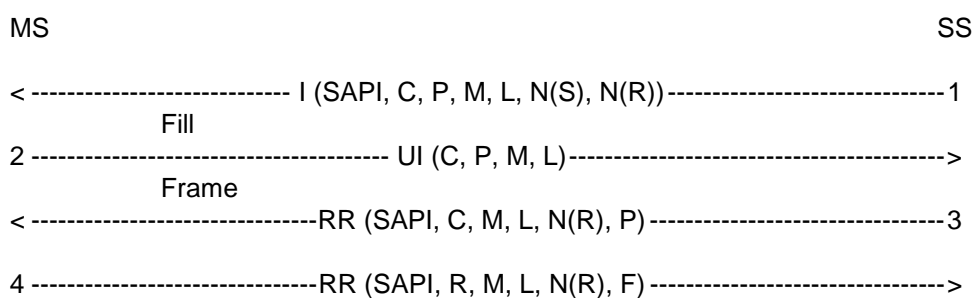 MS SS
< ----------------------------- I (SAPI, C, P, M, L, N(S), N(R))-------------------------------1
Fill
2 ---------------------------------------- UI (C, P, M, L)------------------------------------------>
Frame
< --------------------------------RR (SAPI, C, M, L, N(R), P) ---------------------------------3
4 --------------------------------RR (SAPI, R, M, L, N(R), F) --------------------------------->